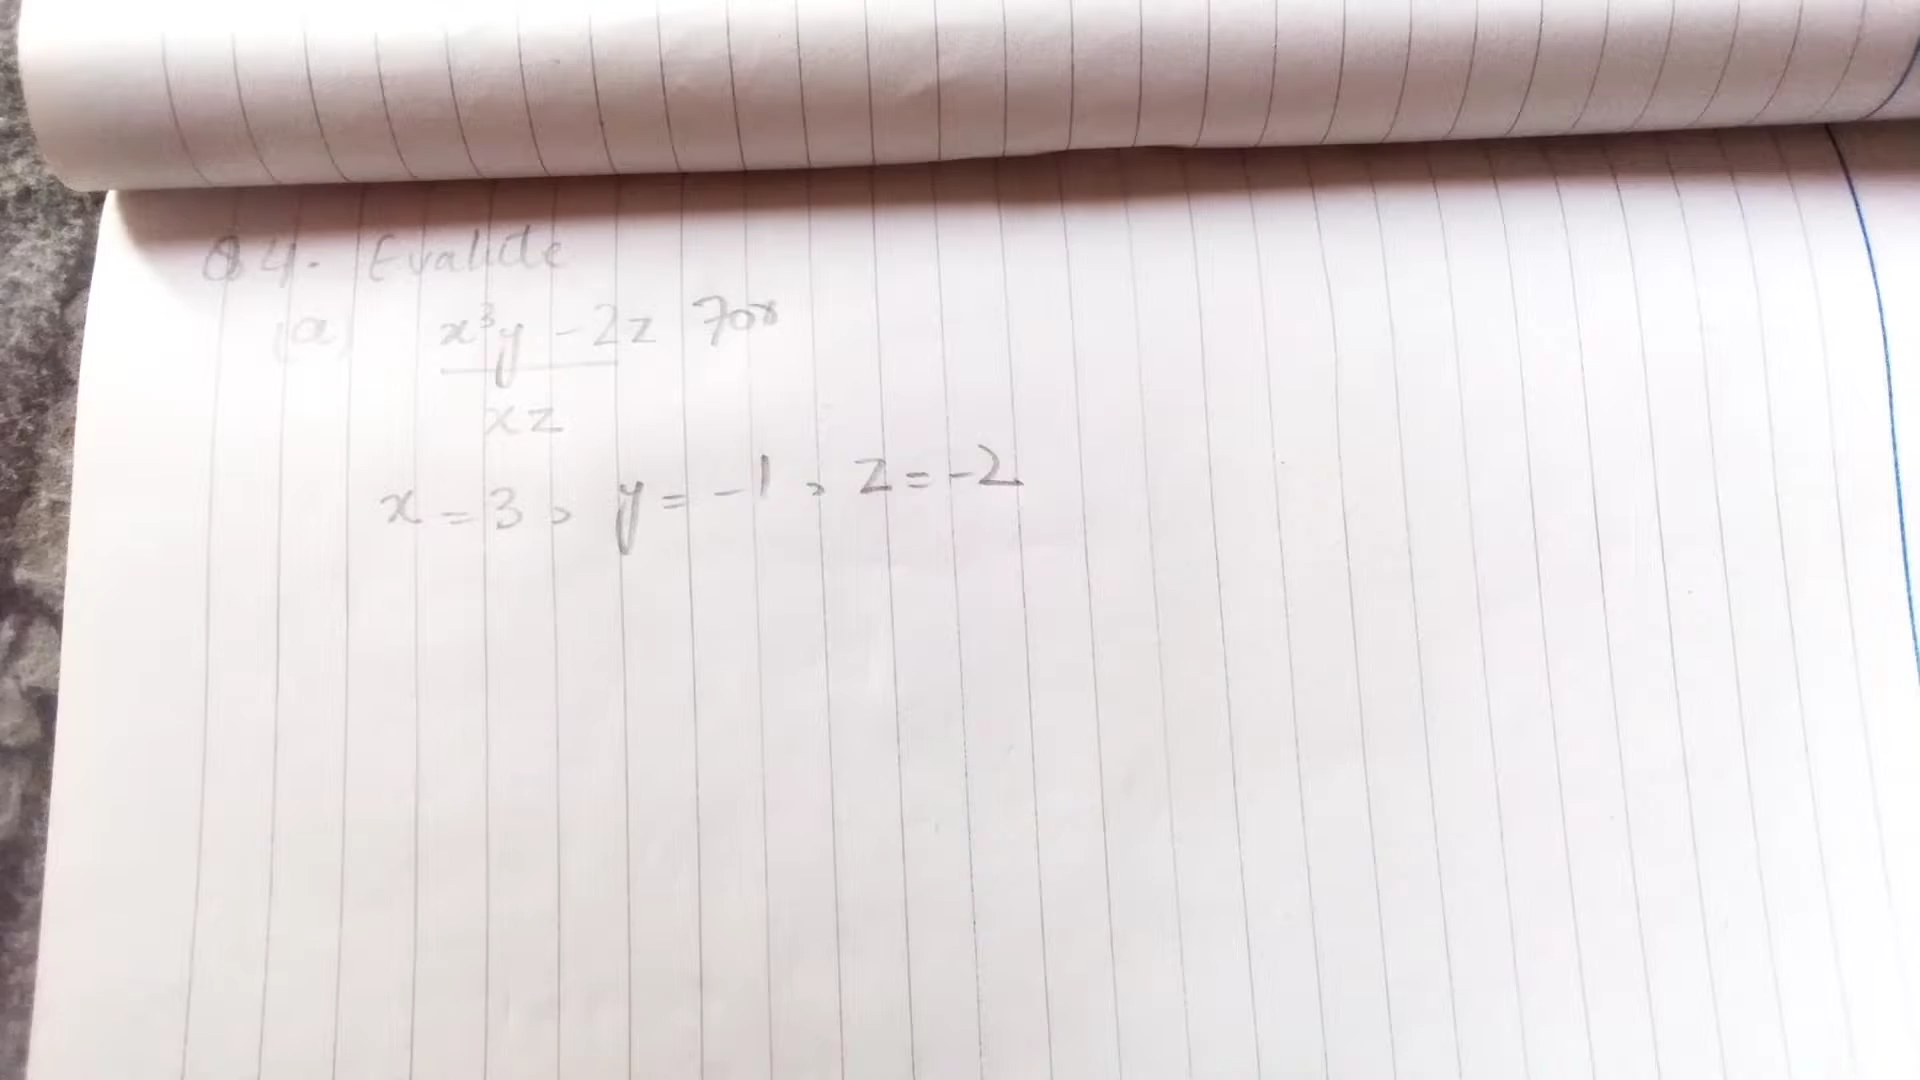 Q4. Evalute
(a) x³y - 2z for
xz
x = 3, y = -1, z = -2